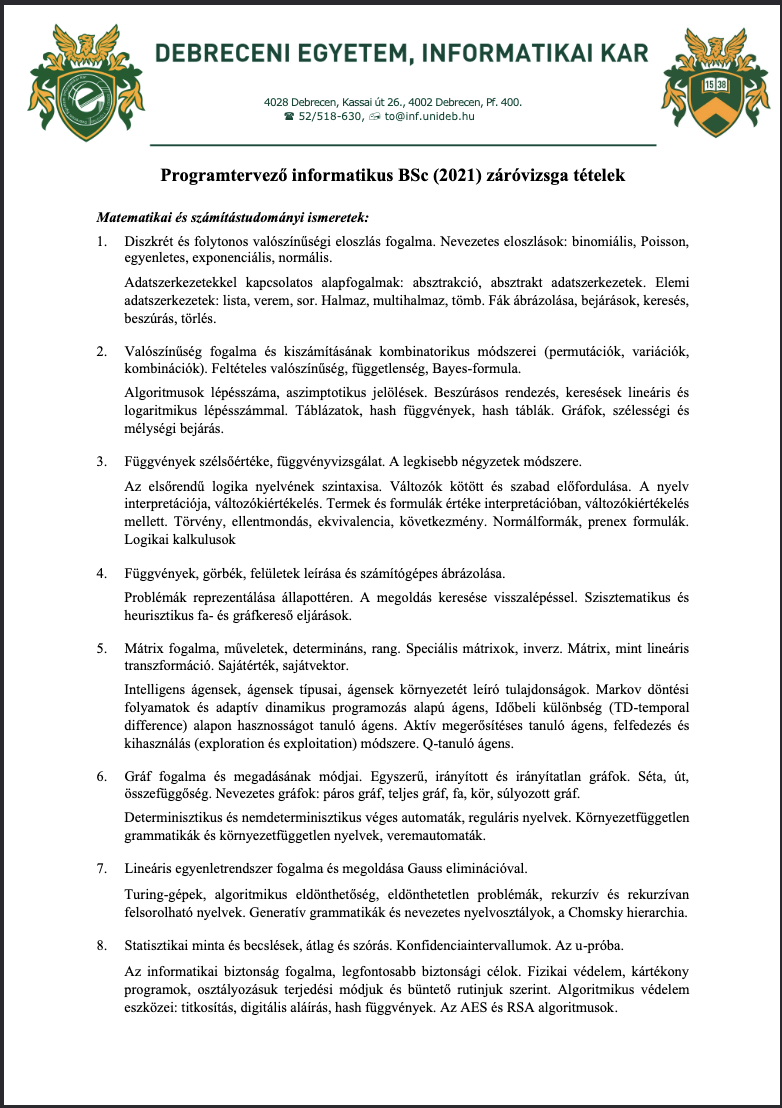 DEBRECENI EGYETEM, INFORMATIKAI KAR
15 38
4028 Debrecen, Kassai út 26., 4002 Debrecen, Pf. 400.
☎ 52/518-630, to@inf.unideb.hu
Programtervező informatikus BSc (2021) záróvizsga tételek
Matematikai és számítástudományi ismeretek:
1. Diszkrét és folytonos valószínűségi eloszlás fogalma. Nevezetes eloszlások: binomiális, Poisson,
egyenletes, exponenciális, normális.
Adatszerkezetekkel kapcsolatos alapfogalmak: absztrakció, absztrakt adatszerkezetek. Elemi
adatszerkezetek: lista, verem, sor. Halmaz, multihalmaz, tömb. Fák ábrázolása, bejárások, keresés,
beszúrás, törlés.
2. Valószínűség fogalma és kiszámításának kombinatorikus módszerei (permutációk, variációk,
kombinációk). Feltételes valószínűség, függetlenség, Bayes-formula.
Algoritmusok lépésszáma, aszimptotikus jelölések. Beszúrásos rendezés, keresések lineáris és
logaritmikus lépésszámmal. Táblázatok, hash függvények, hash táblák. Gráfok, szélességi és
mélységi bejárás.
3. Függvények szélsőértéke, függvényvizsgálat. A legkisebb négyzetek módszere.
Az elsőrendű logika nyelvének szintaxisa. Változók kötött és szabad előfordulása. A nyelv
interpretációja, változókiértékelés. Termek és formulák értéke interpretációban, változókiértékelés
mellett. Törvény, ellentmondás, ekvivalencia, következmény. Normálformák, prenex formulák.
Logikai kalkulusok
4. Függvények, görbék, felületek leírása és számítógépes ábrázolása.
Problémák reprezentálása állapottéren. A megoldás keresése visszalépéssel. Szisztematikus és
heurisztikus fa- és gráfkereső eljárások.
5. Mátrix fogalma, műveletek, determináns, rang. Speciális mátrixok, inverz. Mátrix, mint lineáris
transzformáció. Sajátérték, sajátvektor.
Intelligens ágensek, ágensek típusai, ágensek környezetét leíró tulajdonságok. Markov döntési
folyamatok és adaptív dinamikus programozás alapú ágens, Időbeli különbség (TD-temporal
difference) alapon hasznosságot tanuló ágens. Aktív megerősítéses tanuló ágens, felfedezés és
kihasználás (exploration és exploitation) módszere. Q-tanuló ágens.
6. Gráf fogalma és megadásának módjai. Egyszerű, irányított és irányítatlan gráfok. Séta, út,
összefüggőség. Nevezetes gráfok: páros gráf, teljes gráf, fa, kör, súlyozott gráf.
Determinisztikus és nemdeterminisztikus véges automaták, reguláris nyelvek. Környezetfüggetlen
grammatikák és környezetfüggetlen nyelvek, veremautomaták.
7. Lineáris egyenletrendszer fogalma és megoldása Gauss eliminációval.
Turing-gépek, algoritmikus eldönthetőség, eldönthetetlen problémák, rekurzív és rekurzívan
felsorolható nyelvek. Generatív grammatikák és nevezetes nyelvosztályok, a Chomsky hierarchia.
8. Statisztikai minta és becslések, átlag és szórás. Konfidenciaintervallumok. Az u-próba.
Az informatikai biztonság fogalma, legfontosabb biztonsági célok. Fizikai védelem, kártékony
programok, osztályozásuk terjedési módjuk és büntető rutinjuk szerint. Algoritmikus védelem
eszközei: titkosítás, digitális aláírás, hash függvények. Az AES és RSA algoritmusok.